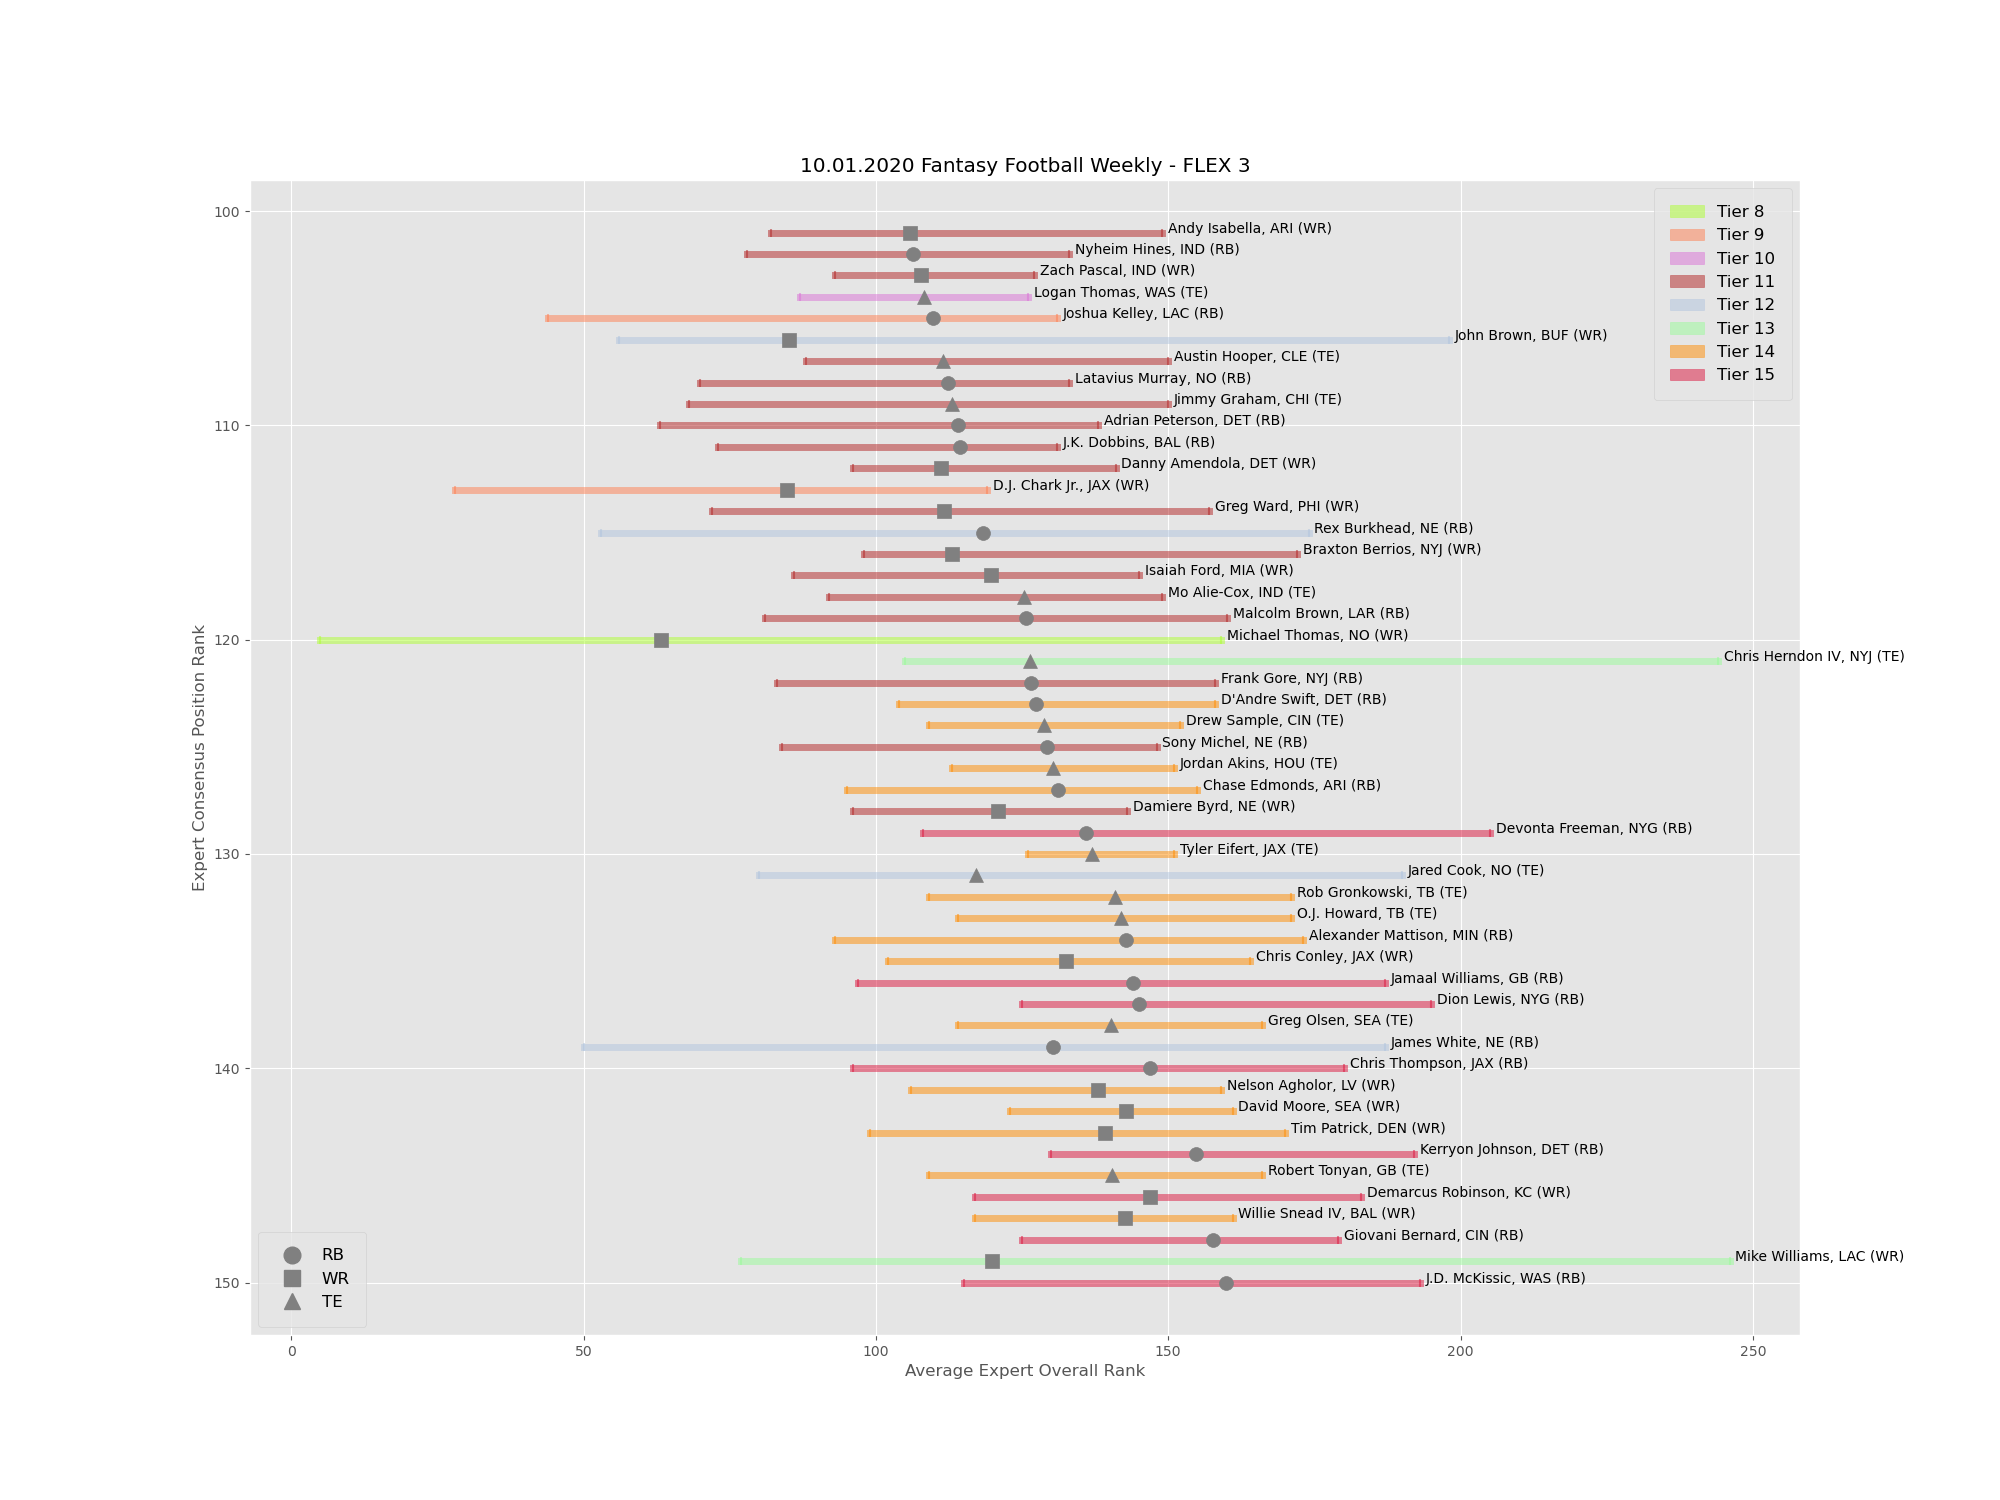 10.01.2020 Fantasy Football Weekly - FLEX 3
100
110
120
130
140
150
Expert Consensus Position Rank
Andy Isabella, ARI (WR)
Nyheim Hines, IND (RB)
Zach Pascal, IND (WR)
Logan Thomas, WAS (TE)
Joshua Kelley, LAC (RB)
John Brown, BUF (WR)
Austin Hooper, CLE (TE)
Latavius Murray, NO (RB)
Jimmy Graham, CHI (TE)
Adrian Peterson, DET (RB)
J.K. Dobbins, BAL (RB)
Danny Amendola, DET (WR)
D.J. Chark Jr., JAX (WR)
Greg Ward, PHI (WR)
Rex Burkhead, NE (RB)
Braxton Berrios, NYJ (WR)
Isaiah Ford, MIA (WR)
Mo Alie-Cox, IND (TE)
Malcolm Brown, LAR (RB)
Michael Thomas, NO (WR)
Chris Herndon IV, NYJ (TE)
Frank Gore, NYJ (RB)
D'Andre Swift, DET (RB)
Drew Sample, CIN (TE)
Sony Michel, NE (RB)
Jordan Akins, HOU (TE)
Chase Edmonds, ARI (RB)
Damiere Byrd, NE (WR)
Devonta Freeman, NYG (RB)
Tyler Eifert, JAX (TE)
Jared Cook, NO (TE)
Rob Gronkowski, TB (TE)
O.J. Howard, TB (TE)
Alexander Mattison, MIN (RB)
Chris Conley, JAX (WR)
Jamaal Williams, GB (RB)
Dion Lewis, NYG (RB)
Greg Olsen, SEA (TE)
James White, NE (RB)
Chris Thompson, JAX (RB)
Nelson Agholor, LV (WR)
David Moore, SEA (WR)
Tim Patrick, DEN (WR)
Kerryon Johnson, DET (RB)
Robert Tonyan, GB (TE)
Demarcus Robinson, KC (WR)
Willie Snead IV, BAL (WR)
Giovani Bernard, CIN (RB)
Mike Williams, LAC (WR)
J.D. McKissic, WAS (RB)
Tier 8
Tier 9
Tier 10
Tier 11
Tier 12
Tier 13
Tier 14
Tier 15
RB
WR
TE
0
50
100
150
200
250
Average Expert Overall Rank